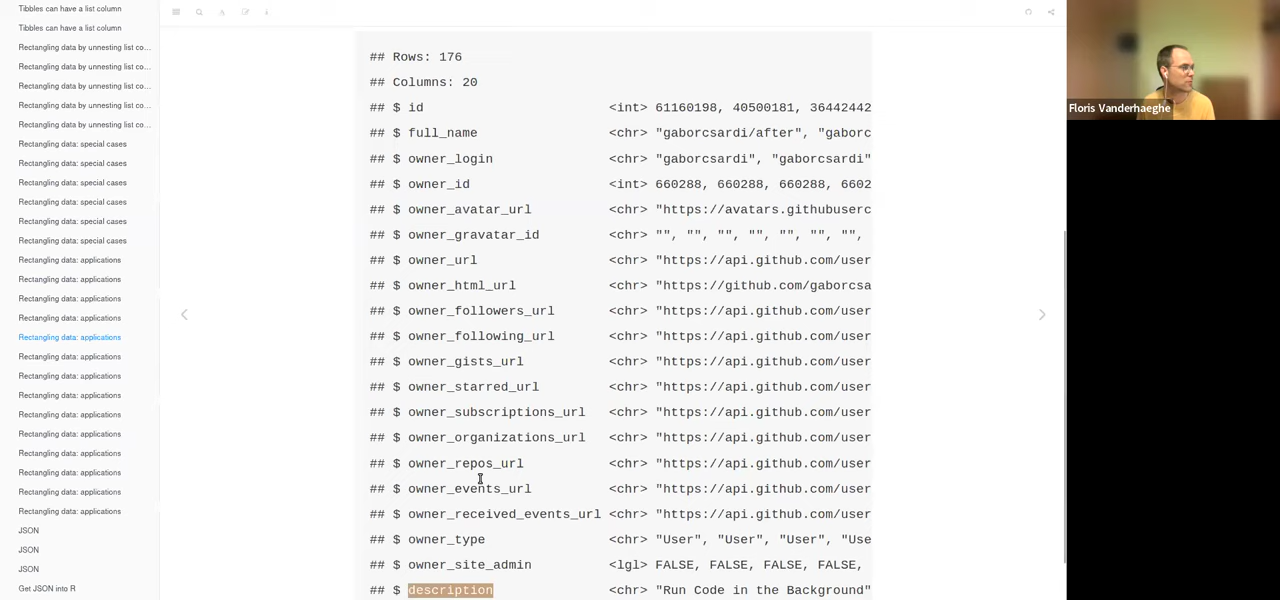 Tibbles can have a list column
Tibbles can have a list column
Rectangling data by unnesting list co…
Rectangling data by unnesting list co…
Rectangling data by unnesting list co…
Rectangling data by unnesting list co…
Rectangling data by unnesting list co…
Rectangling data: special cases
Rectangling data: special cases
Rectangling data: special cases
Rectangling data: special cases
Rectangling data: special cases
Rectangling data: special cases
Rectangling data: applications
Rectangling data: applications
Rectangling data: applications
Rectangling data: applications
Rectangling data: applications
Rectangling data: applications
Rectangling data: applications
Rectangling data: applications
Rectangling data: applications
Rectangling data: applications
Rectangling data: applications
Rectangling data: applications
Rectangling data: applications
Rectangling data: applications
JSON
JSON
JSON
Get JSON into R
## Rows: 176
## Columns: 20
## $ id <int> 61160198, 40500181, 36442442
## $ full_name <chr> "gaborcsardi/after", "gaborc
## $ owner_login <chr> "gaborcsardi", "gaborcsardi"
## $ owner_id <int> 660288, 660288, 660288, 6602
## $ owner_avatar_url <chr> "https://avatars.githubuserc
## $ owner_gravatar_id <chr> "", "", "", "", "", "", "",
## $ owner_url <chr> "https://api.github.com/user
## $ owner_html_url <chr> "https://github.com/gaborcsa
## $ owner_followers_url <chr> "https://api.github.com/user
## $ owner_following_url <chr> "https://api.github.com/user
## $ owner_gists_url <chr> "https://api.github.com/user
## $ owner_starred_url <chr> "https://api.github.com/user
## $ owner_subscriptions_url <chr> "https://api.github.com/user
## $ owner_organizations_url <chr> "https://api.github.com/user
## $ owner_repos_url <chr> "https://api.github.com/user
## $ owner_events_url <chr> "https://api.github.com/user
## $ owner_received_events_url <chr> "https://api.github.com/user
## $ owner_type <chr> "User", "User", "User", "Use
## $ owner_site_admin <lgl> FALSE, FALSE, FALSE, FALSE,
## $ description <chr> "Run Code in the Background"
Floris Vanderhaeghe